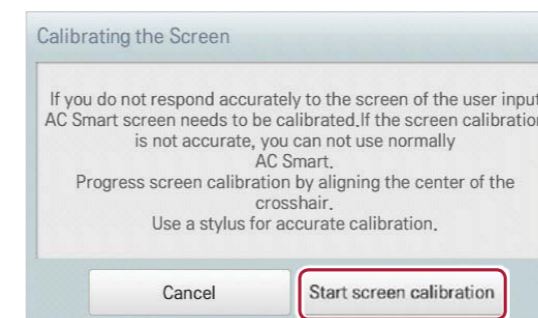 Calibrating the Screen
If you do not respond accurately to the screen of the user input
AC Smart screen needs to be calibrated.If the screen calibration
is not accurate, you can not use normally
AC Smart.
Progress screen calibration by aligning the center of the
crosshair.
Use a stylus for accurate calibration.
Cancel
Start screen calibration